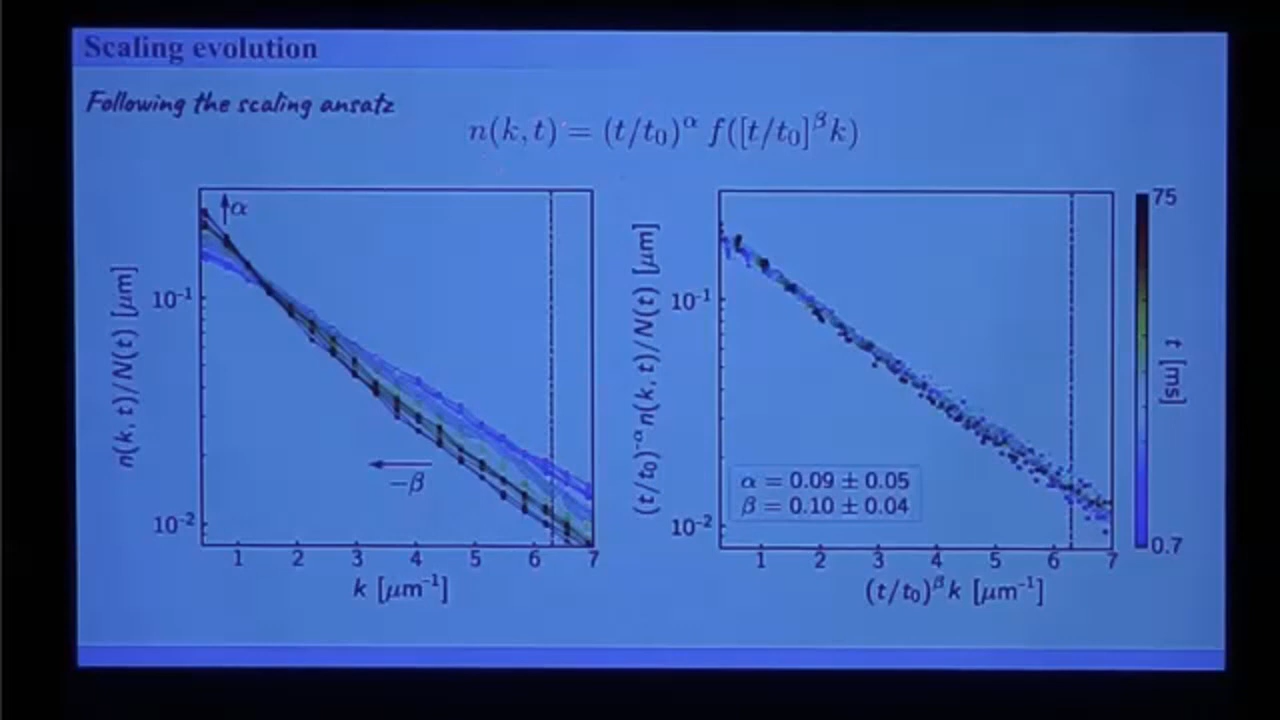 Scaling evolution
Following the scaling ansatz
n(k, t) = (t/t₀)^α f([t/t₀]^β k)
α
n(k, t)/N(t) [μm]
10⁻¹
10⁻²
−β
1 2 3 4 5 6 7
k [μm⁻¹]
(t/t₀)^−α n(k, t)/N(t) [μm]
10⁻¹
10⁻²
α = 0.09 ± 0.05
β = 0.10 ± 0.04
1 2 3 4 5 6 7
(t/t₀)^β k [μm⁻¹]
75
t [ms]
0.7